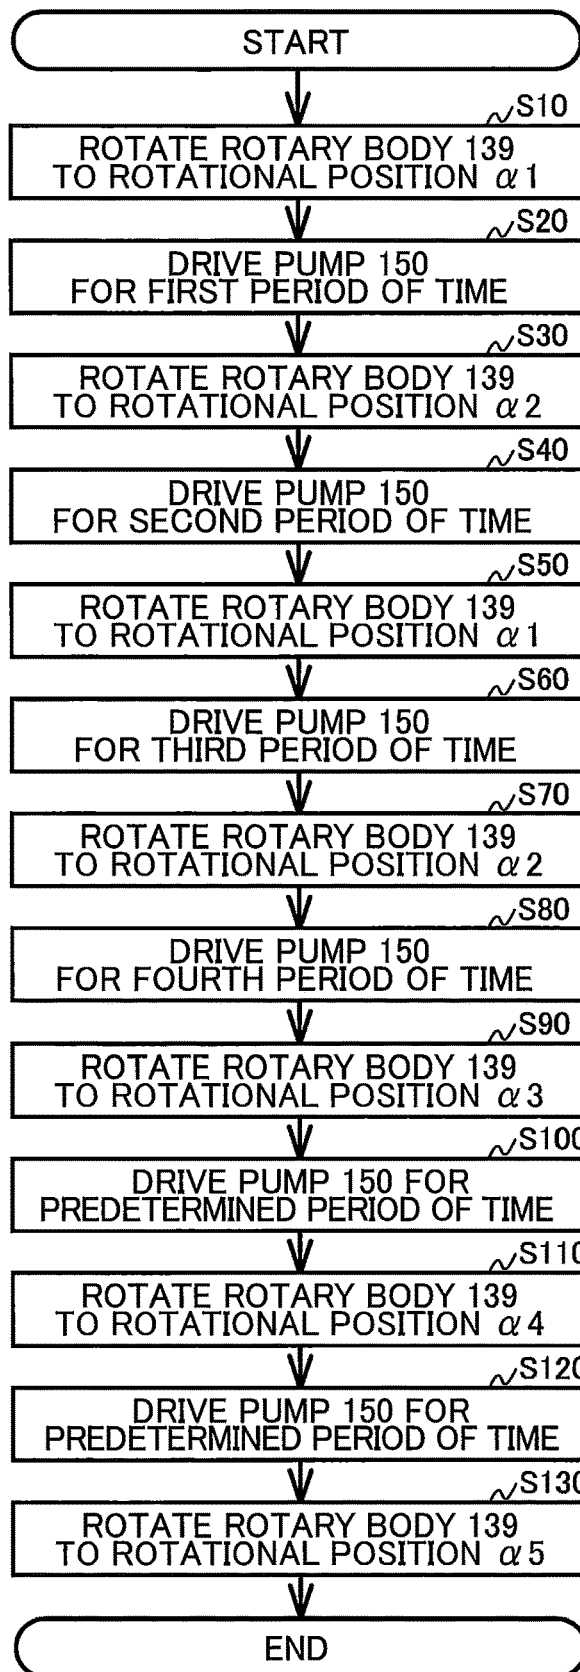 START
S10
ROTATE ROTARY BODY 139
TO ROTATIONAL POSITION α1
S20
DRIVE PUMP 150
FOR FIRST PERIOD OF TIME
S30
ROTATE ROTARY BODY 139
TO ROTATIONAL POSITION α2
S40
DRIVE PUMP 150
FOR SECOND PERIOD OF TIME
S50
ROTATE ROTARY BODY 139
TO ROTATIONAL POSITION α1
S60
DRIVE PUMP 150
FOR THIRD PERIOD OF TIME
S70
ROTATE ROTARY BODY 139
TO ROTATIONAL POSITION α2
S80
DRIVE PUMP 150
FOR FOURTH PERIOD OF TIME
S90
ROTATE ROTARY BODY 139
TO ROTATIONAL POSITION α3
S100
DRIVE PUMP 150 FOR
PREDETERMINED PERIOD OF TIME
S110
ROTATE ROTARY BODY 139
TO ROTATIONAL POSITION α4
S120
DRIVE PUMP 150 FOR
PREDETERMINED PERIOD OF TIME
S130
ROTATE ROTARY BODY 139
TO ROTATIONAL POSITION α5
END